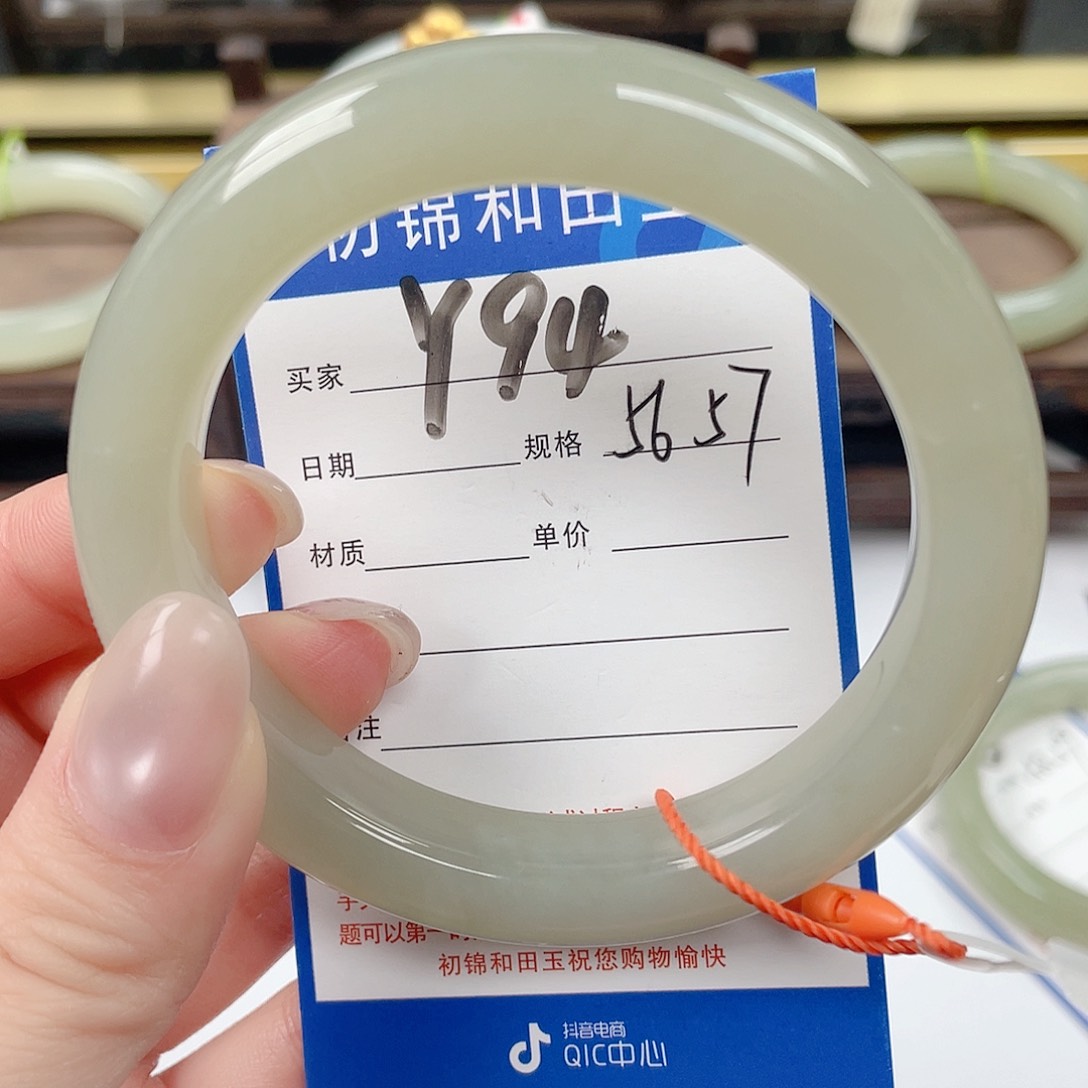 初锦和田玉
买家 Y94
日期 规格 56 57
材质 单价
注
题可以第一时
初锦和田玉祝您购物愉快
抖音电商
QIC中心